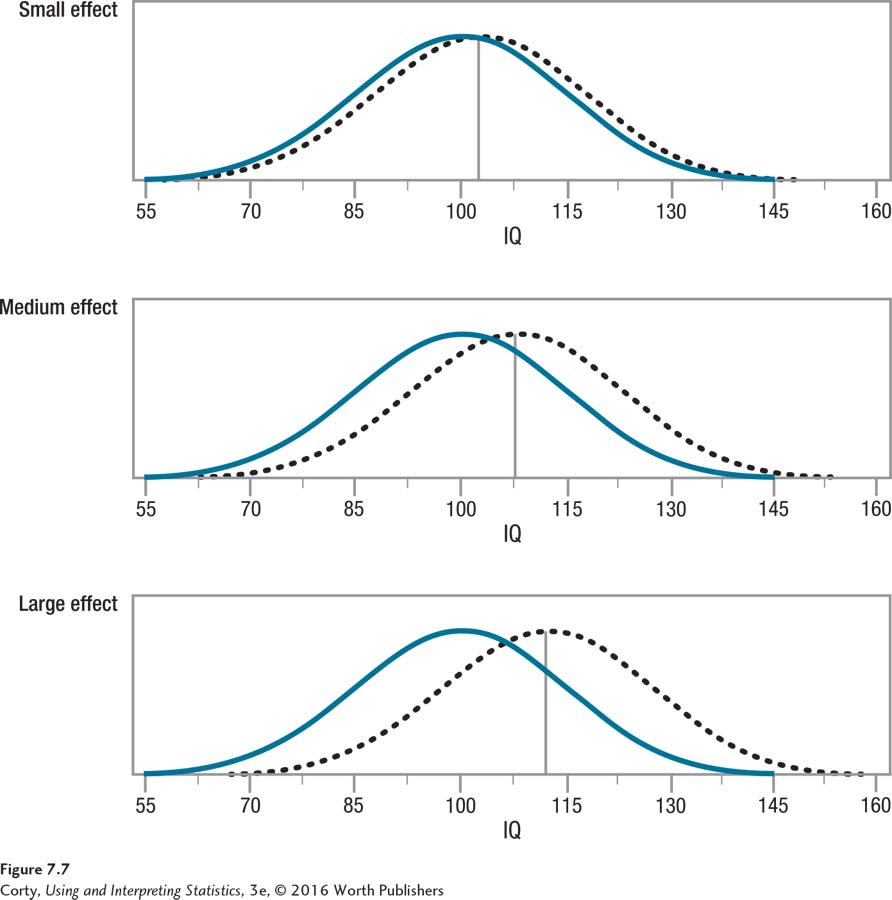 Small effect
55 70 85 100 115 130 145 160
IQ
Medium effect
55 70 85 100 115 130 145 160
IQ
Large effect
55 70 85 100 115 130 145 160
IQ
Figure 7.7
Corty, Using and Interpreting Statistics, 3e, © 2016 Worth Publishers